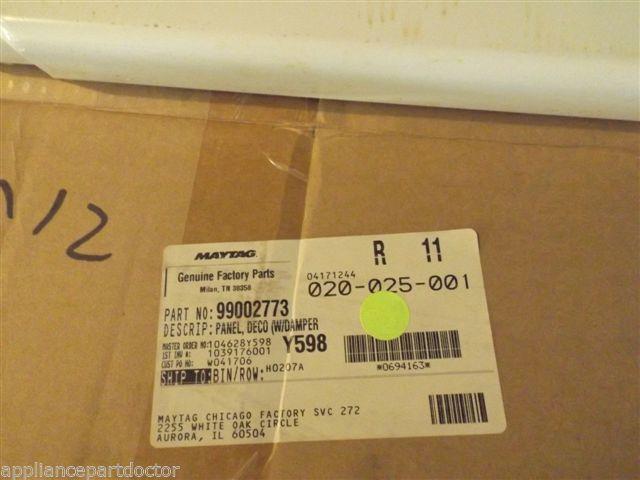 12
MAYTAG
R 11
Genuine Factory Parts
Milan, TN 38358
04171244
020-025-001
PART NO: 99002773
DESCRIP: PANEL, DECO (W/DAMPER
MASTER ORDER NO: 104628Y598
Y598
1ST INV #: 1039176001
CUST PO NO: W041706
*0694163*
SHIP TO: BIN/ROW: H0207A
MAYTAG CHICAGO FACTORY SVC 272
2255 WHITE OAK CIRCLE
AURORA, IL 60504
© appliancepartdoctor